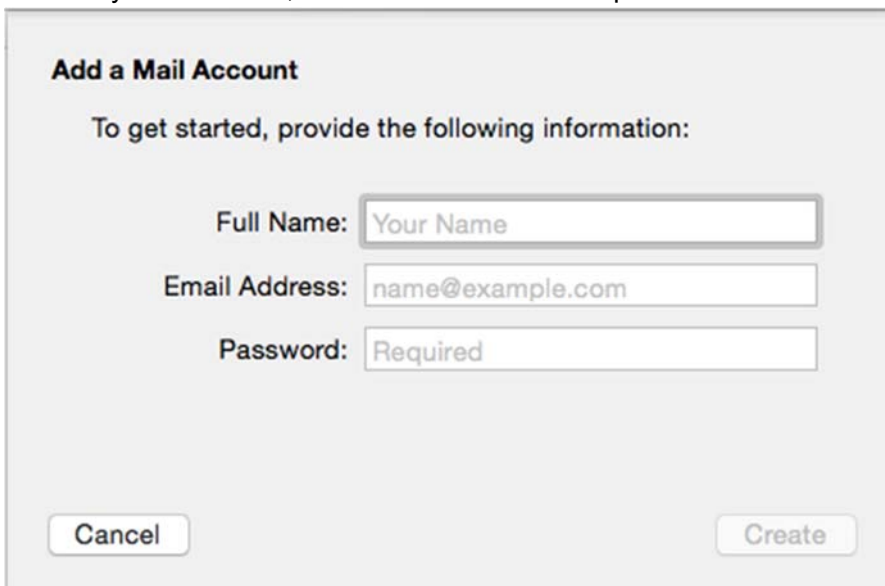 Add a Mail Account
To get started, provide the following information:
Full Name: Your Name
Email Address: name@example.com
Password: Required
Cancel Create